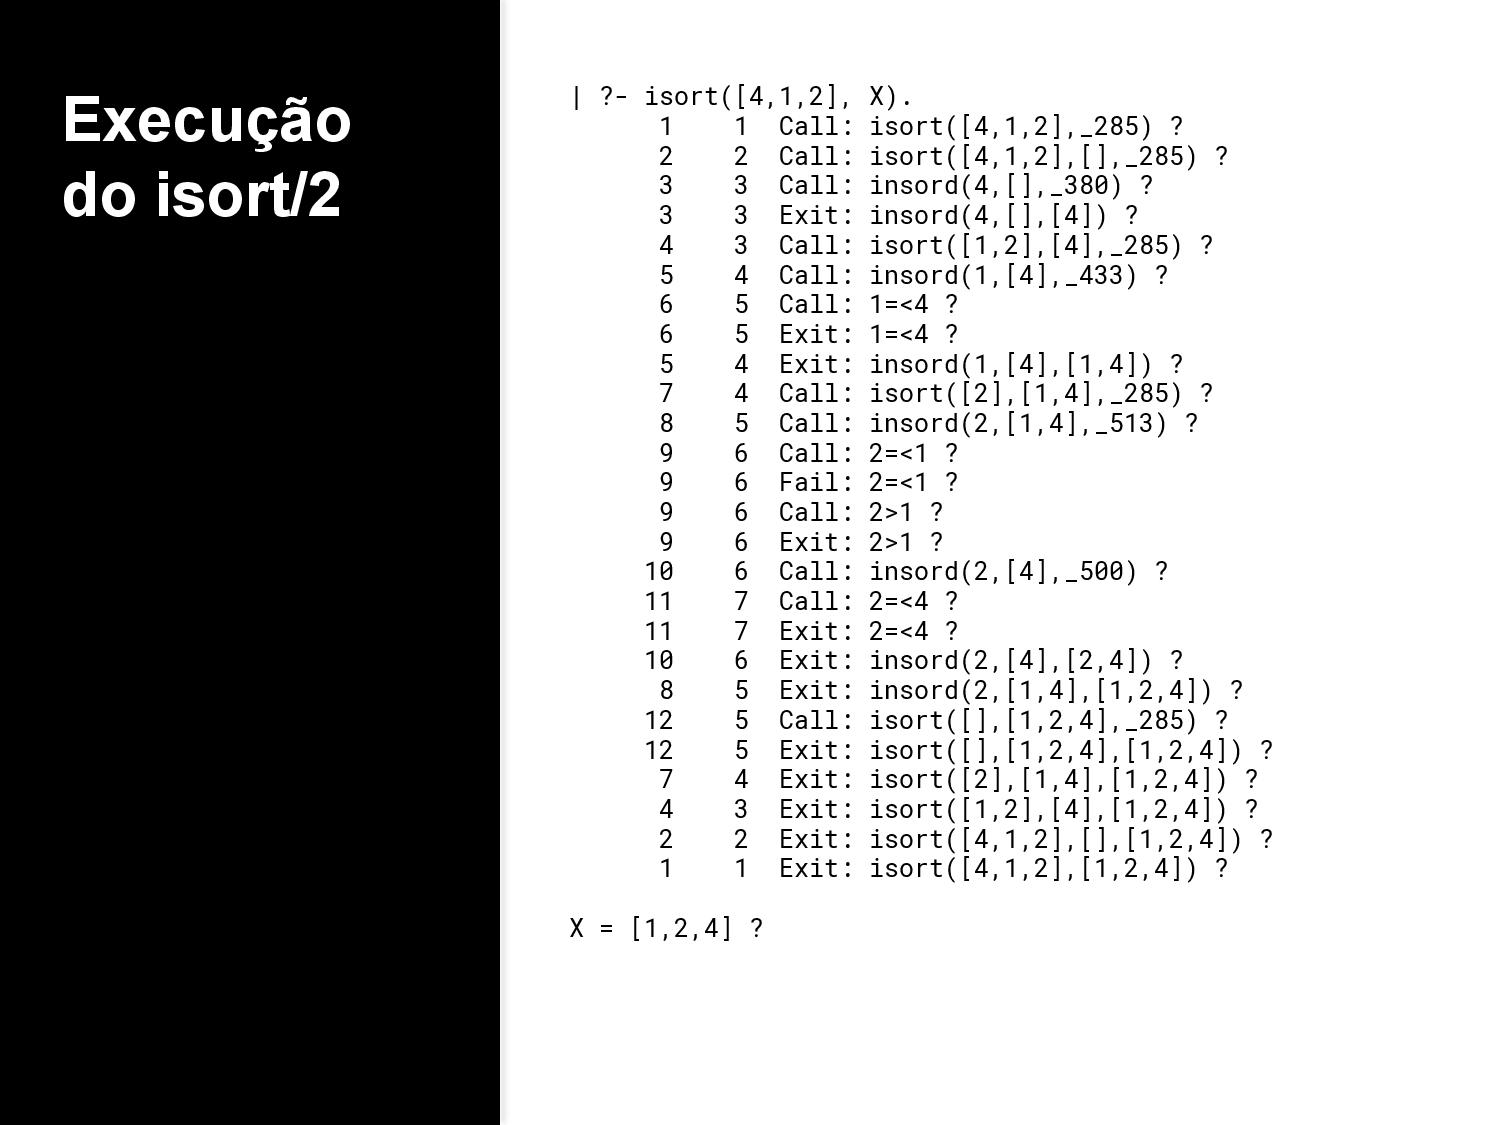 Execução
do isort/2
| ?- isort([4,1,2], X).
1 1 Call: isort([4,1,2],_285) ?
2 2 Call: isort([4,1,2],[],_285) ?
3 3 Call: insord(4,[],_380) ?
3 3 Exit: insord(4,[],[4]) ?
4 3 Call: isort([1,2],[4],_285) ?
5 4 Call: insord(1,[4],_433) ?
6 5 Call: 1=<4 ?
6 5 Exit: 1=<4 ?
5 4 Exit: insord(1,[4],[1,4]) ?
7 4 Call: isort([2],[1,4],_285) ?
8 5 Call: insord(2,[1,4],_513) ?
9 6 Call: 2=<1 ?
9 6 Fail: 2=<1 ?
9 6 Call: 2>1 ?
9 6 Exit: 2>1 ?
10 6 Call: insord(2,[4],_500) ?
11 7 Call: 2=<4 ?
11 7 Exit: 2=<4 ?
10 6 Exit: insord(2,[4],[2,4]) ?
8 5 Exit: insord(2,[1,4],[1,2,4]) ?
12 5 Call: isort([],[1,2,4],_285) ?
12 5 Exit: isort([],[1,2,4],[1,2,4]) ?
7 4 Exit: isort([2],[1,4],[1,2,4]) ?
4 3 Exit: isort([1,2],[4],[1,2,4]) ?
2 2 Exit: isort([4,1,2],[],[1,2,4]) ?
1 1 Exit: isort([4,1,2],[1,2,4]) ?
X = [1,2,4] ?